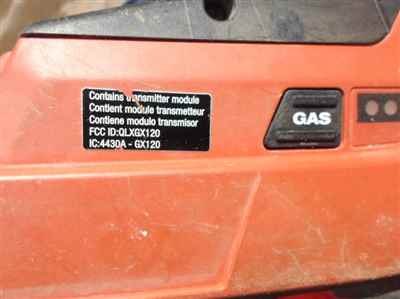 Contains transmitter module
Contient module transmetteur
Contiene modulo transmisor
FCC ID:QLXGX120
IC:4430A - GX120
GAS